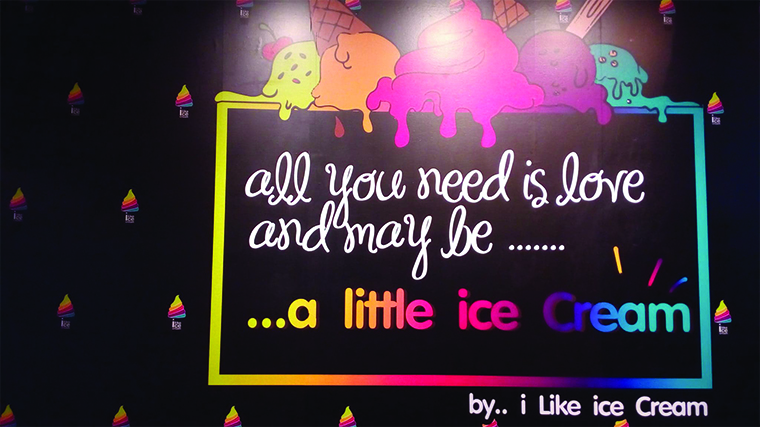 all you need is love
and may be .......
...a little ice Cream
by.. i Like ice Cream